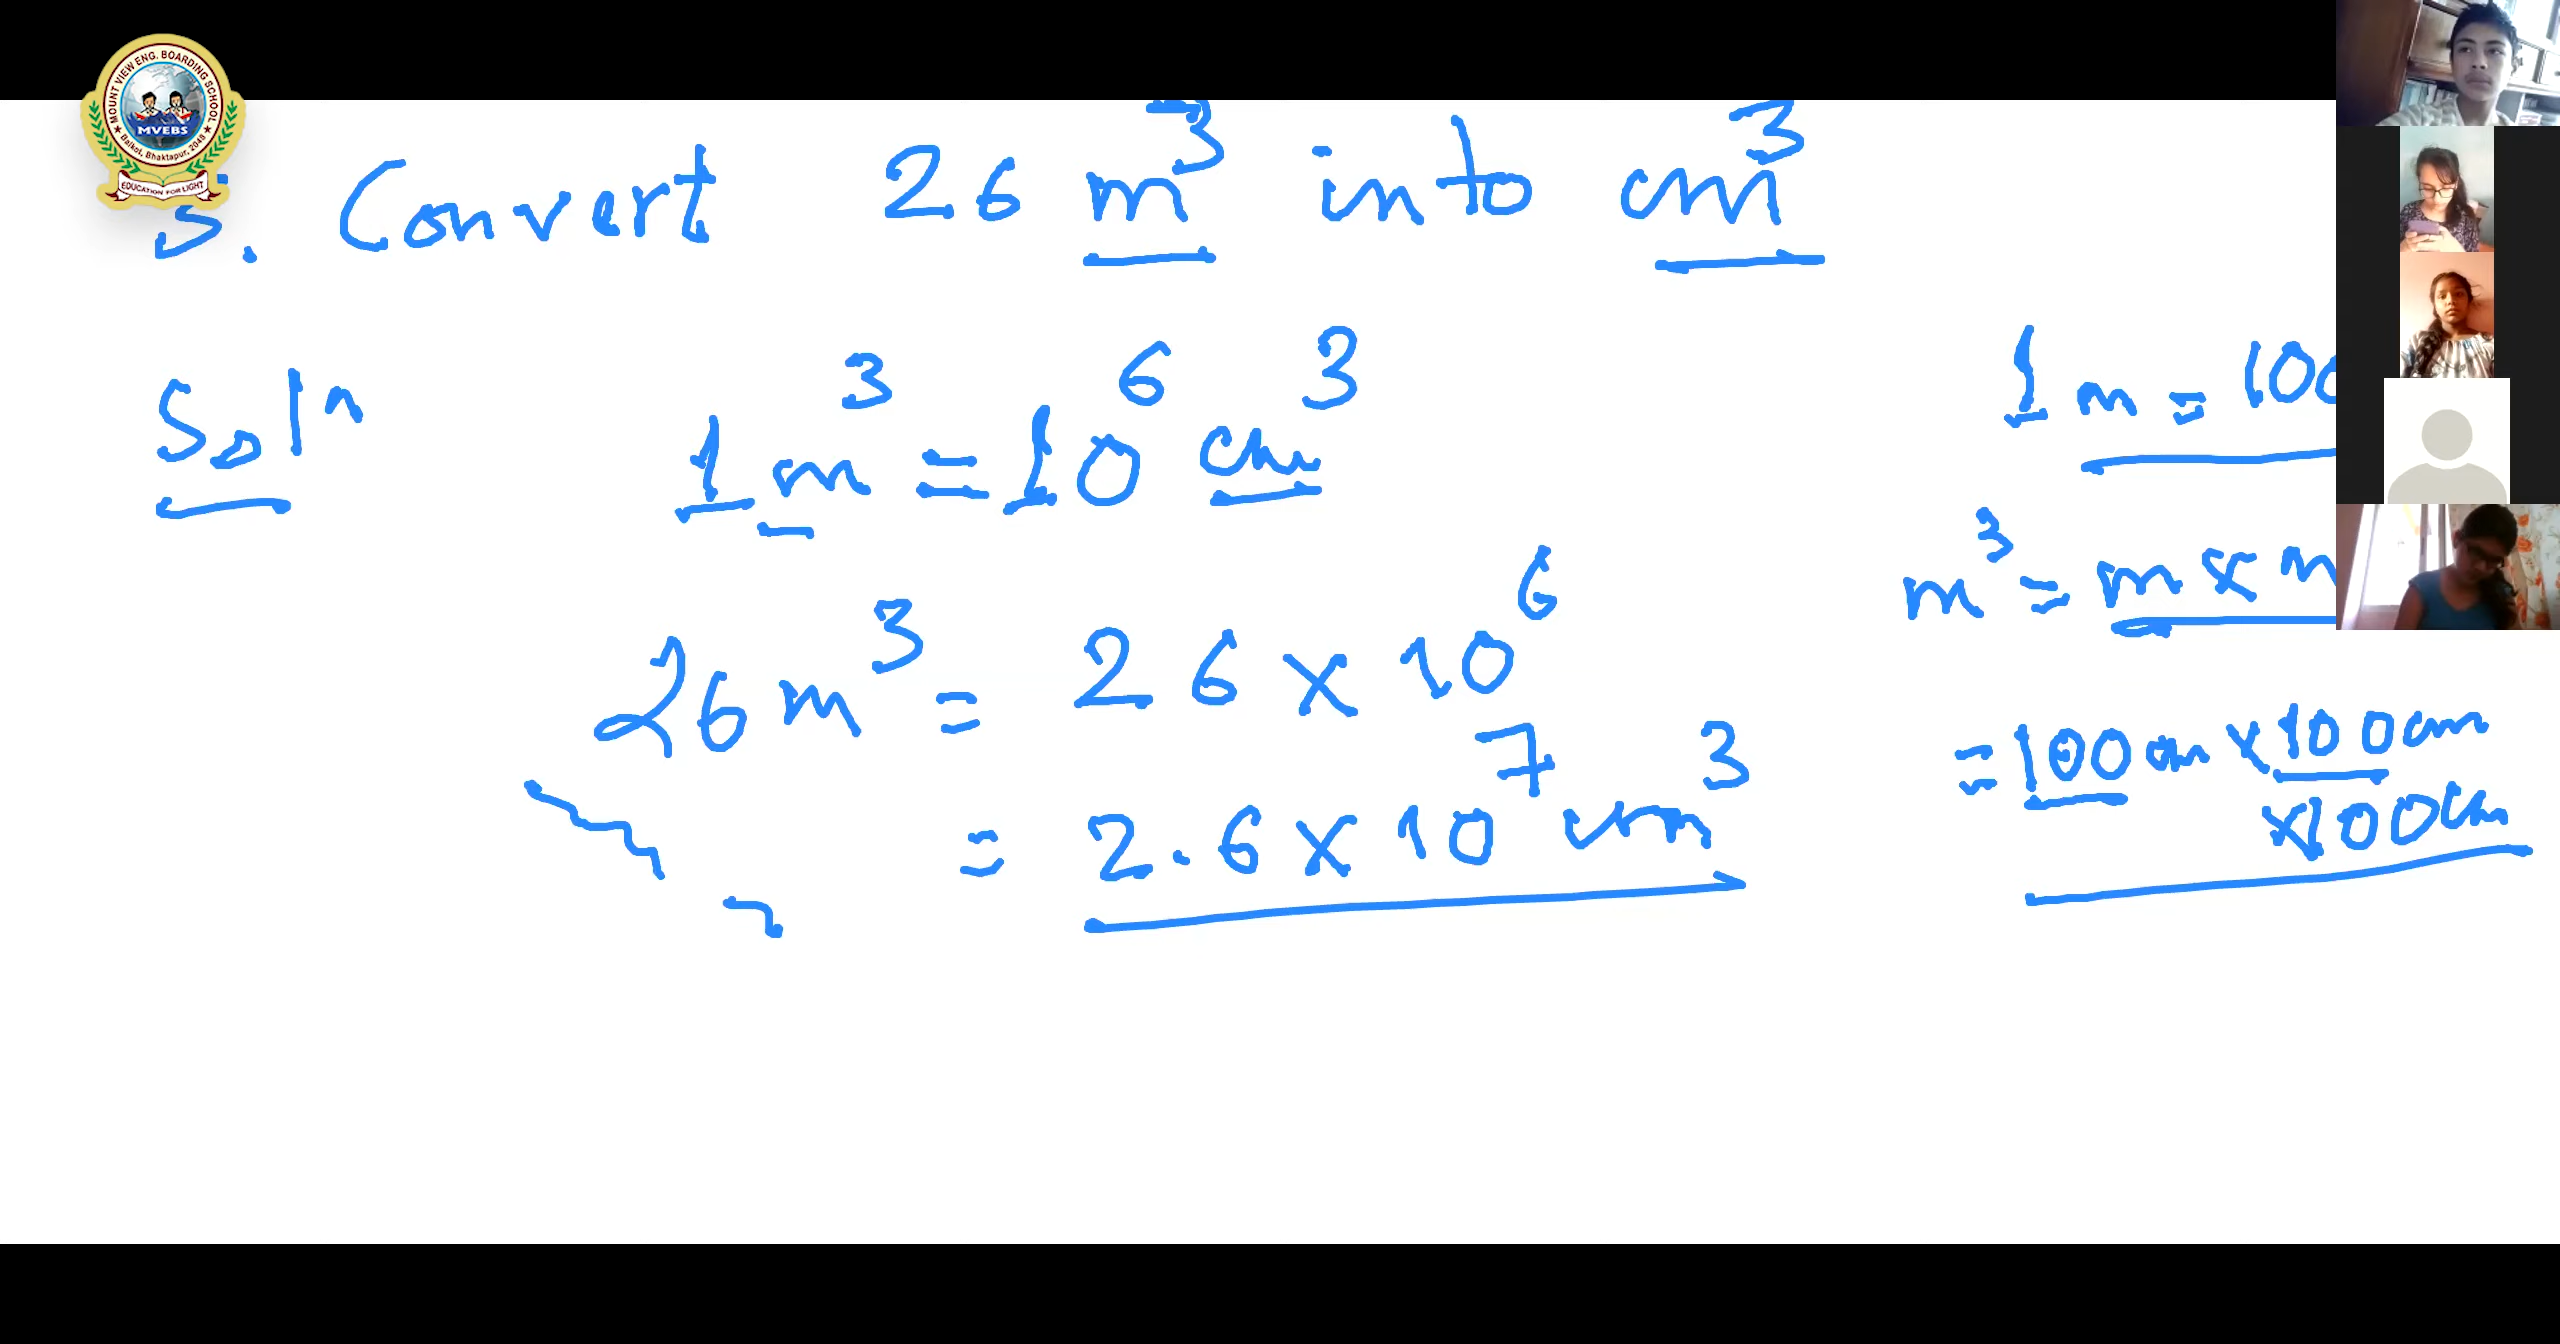 MOUNT VIEW ENG. BOARDING SCHOOL
MVEBS
Balkot, Bhaktapur, 2049
EDUCATION FOR LIGHT
5. Convert 26 m³ into cm³
Solⁿ
1 m³ = 10⁶ cm³
26 m³ = 26 × 10⁶
= 2.6 × 10⁷ cm³
1 m = 100
m³ = m × m
= 100 cm × 100 cm
× 100 cm